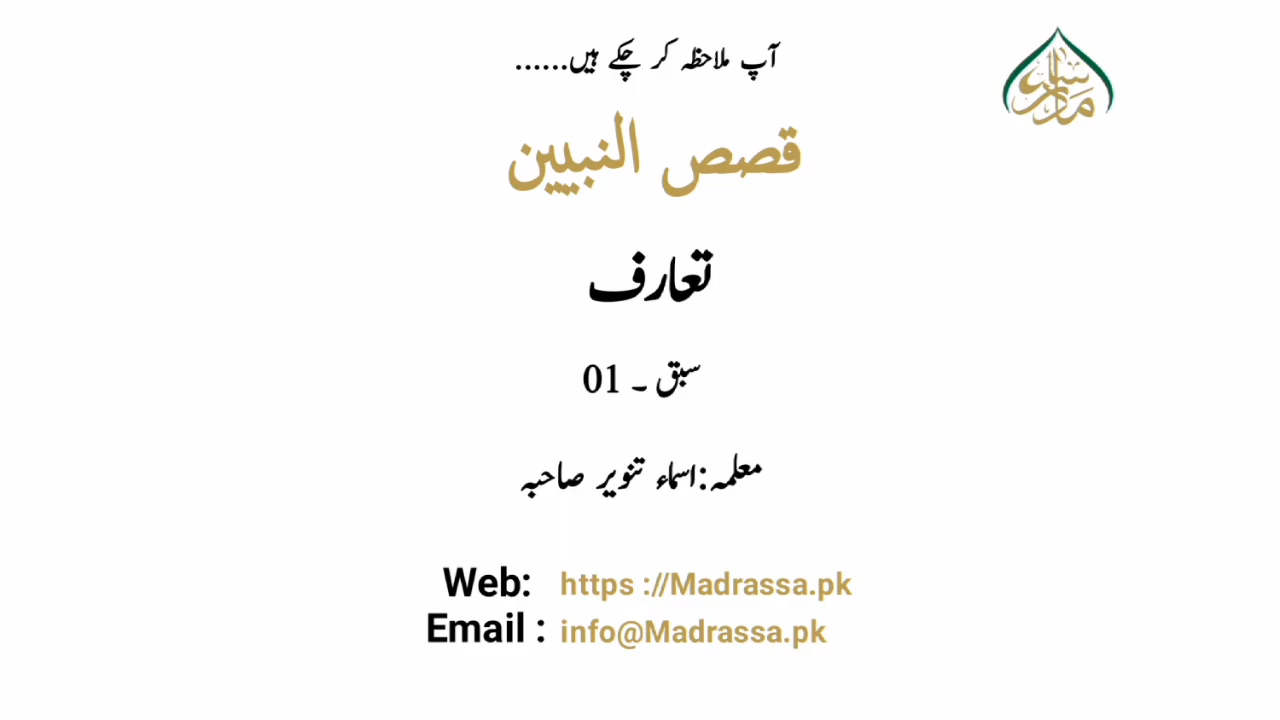 آپ ملاحظہ کر چکے ہیں......
قصص النبیین
تعارف
سبق ۔ 01
معلمہ:اسماء تنویر صاحبہ
Web: https ://Madrassa.pk
Email : info@Madrassa.pk